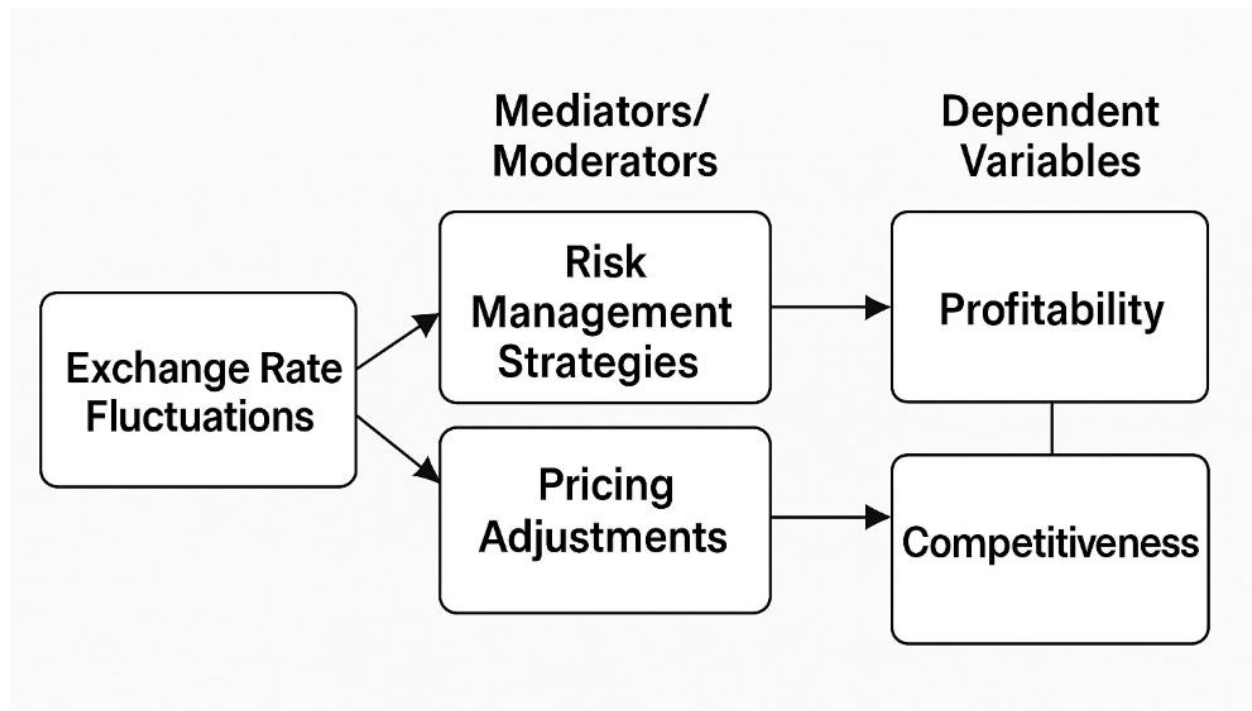 Mediators/
Moderators
Dependent
Variables
Exchange Rate
Fluctuations
Risk
Management
Strategies
Profitability
Pricing
Adjustments
Competitiveness